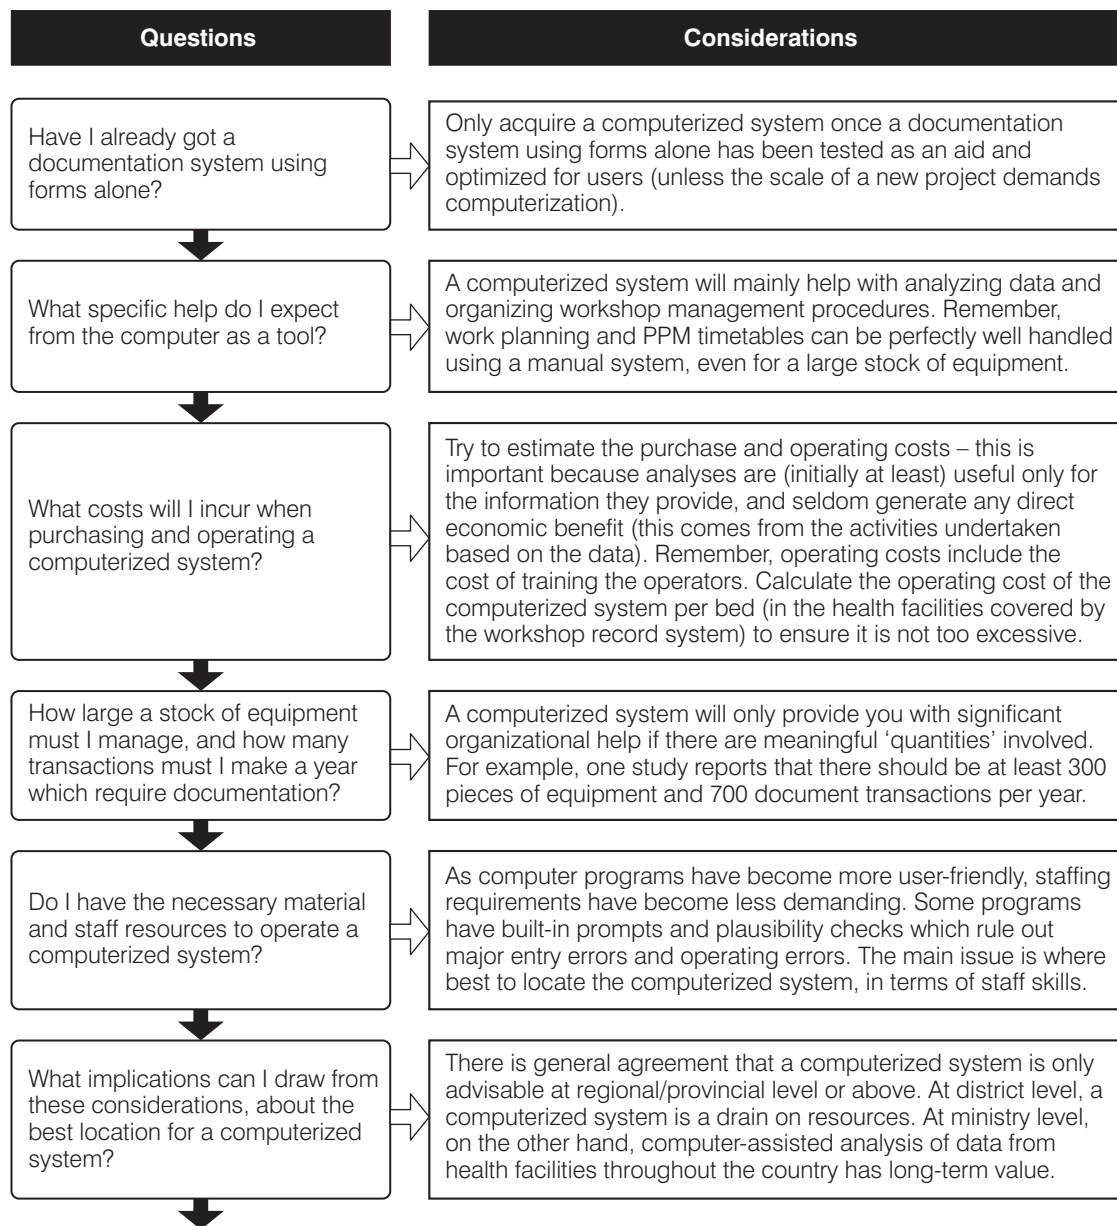 Questions
Considerations
Have I already got a
documentation system using
forms alone?
Only acquire a computerized system once a documentation
system using forms alone has been tested as an aid and
optimized for users (unless the scale of a new project demands
computerization).
What specific help do I expect
from the computer as a tool?
A computerized system will mainly help with analyzing data and
organizing workshop management procedures. Remember,
work planning and PPM timetables can be perfectly well handled
using a manual system, even for a large stock of equipment.
What costs will I incur when
purchasing and operating a
computerized system?
Try to estimate the purchase and operating costs – this is
important because analyses are (initially at least) useful only for
the information they provide, and seldom generate any direct
economic benefit (this comes from the activities undertaken
based on the data). Remember, operating costs include the
cost of training the operators. Calculate the operating cost of the
computerized system per bed (in the health facilities covered by
the workshop record system) to ensure it is not too excessive.
How large a stock of equipment
must I manage, and how many
transactions must I make a year
which require documentation?
A computerized system will only provide you with significant
organizational help if there are meaningful ‘quantities’ involved.
For example, one study reports that there should be at least 300
pieces of equipment and 700 document transactions per year.
Do I have the necessary material
and staff resources to operate a
computerized system?
As computer programs have become more user-friendly, staffing
requirements have become less demanding. Some programs
have built-in prompts and plausibility checks which rule out
major entry errors and operating errors. The main issue is where
best to locate the computerized system, in terms of staff skills.
What implications can I draw from
these considerations, about the
best location for a computerized
system?
There is general agreement that a computerized system is only
advisable at regional/provincial level or above. At district level, a
computerized system is a drain on resources. At ministry level,
on the other hand, computer-assisted analysis of data from
health facilities throughout the country has long-term value.